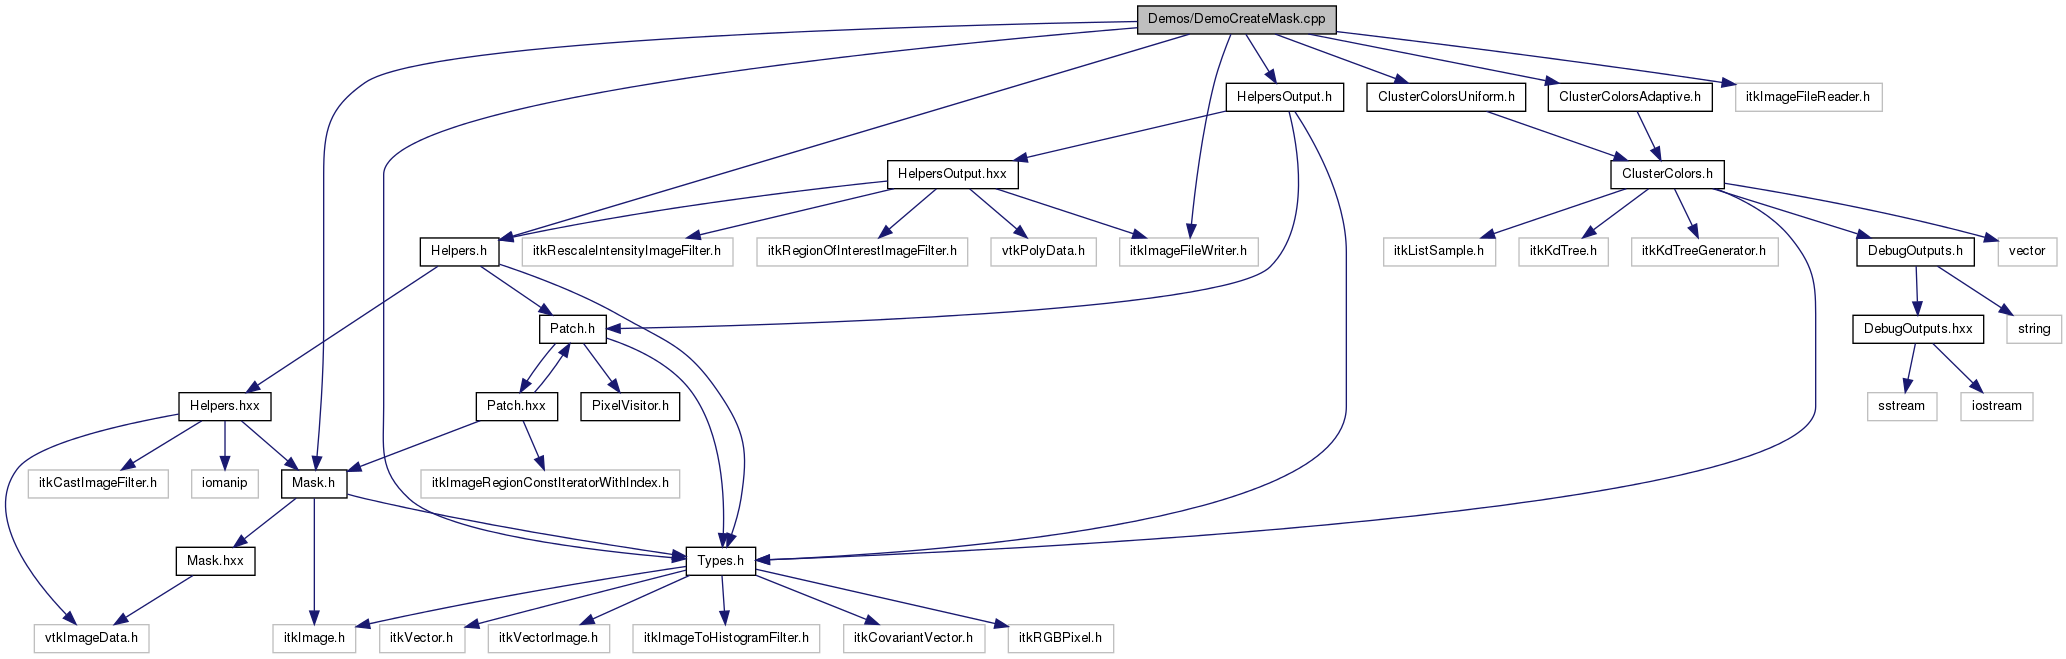 Demos/DemoCreateMask.cpp
HelpersOutput.h
ClusterColorsUniform.h
ClusterColorsAdaptive.h
itkImageFileReader.h
HelpersOutput.hxx
ClusterColors.h
Helpers.h
itkRescaleIntensityImageFilter.h
itkRegionOfInterestImageFilter.h
vtkPolyData.h
itkImageFileWriter.h
itkListSample.h
itkKdTree.h
itkKdTreeGenerator.h
DebugOutputs.h
vector
Patch.h
DebugOutputs.hxx
string
Helpers.hxx
Patch.hxx
PixelVisitor.h
sstream
iostream
itkCastImageFilter.h
iomanip
Mask.h
itkImageRegionConstIteratorWithIndex.h
Mask.hxx
Types.h
vtkImageData.h
itkImage.h
itkVector.h
itkVectorImage.h
itkImageToHistogramFilter.h
itkCovariantVector.h
itkRGBPixel.h